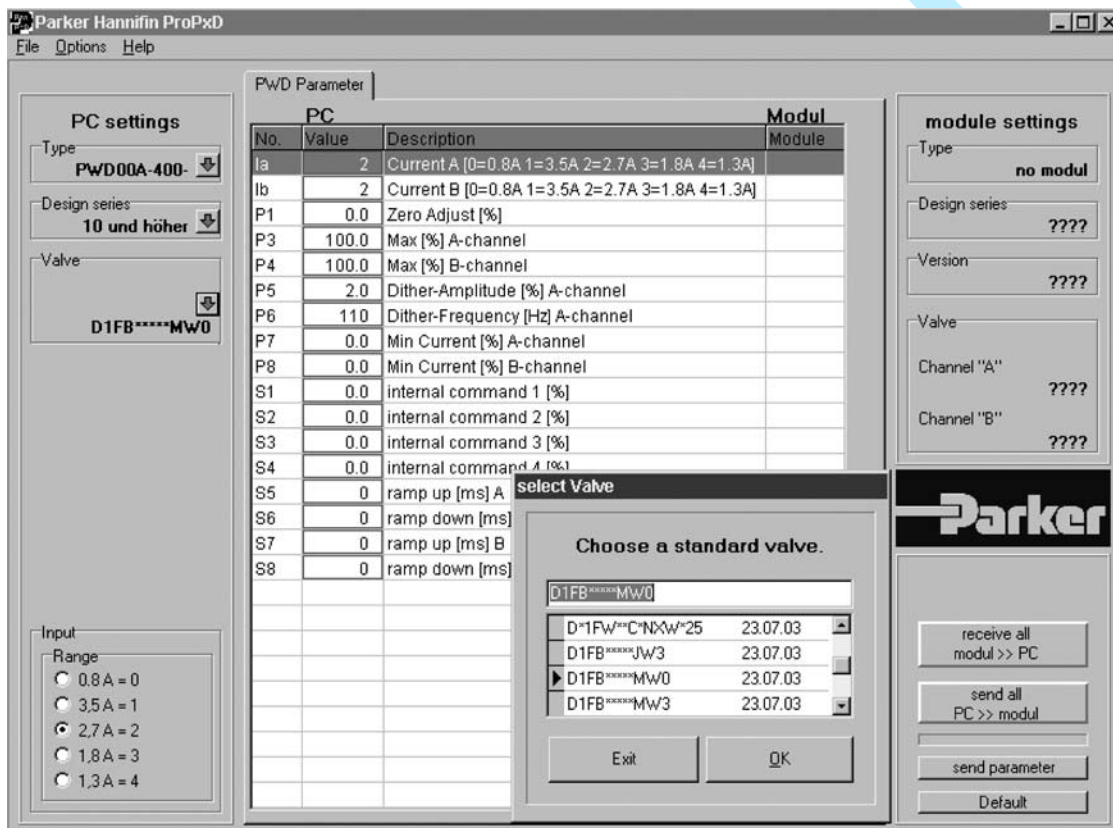 Parker Hannifin ProPxD
File Options Help
PC settings
Type
PWD00A-400-
Design series
10 und höher
Valve
D1FB*****MW0
Input
Range
0.8 A = 0
3,5 A = 1
2,7 A = 2
1,8 A = 3
1,3 A = 4
PWD Parameter
PC Modul
No. Value Description Module
Ia 2 Current A [0=0.8A 1=3.5A 2=2.7A 3=1.8A 4=1.3A]
Ib 2 Current B [0=0.8A 1=3.5A 2=2.7A 3=1.8A 4=1.3A]
P1 0.0 Zero Adjust [%]
P3 100.0 Max [%] A-channel
P4 100.0 Max [%] B-channel
P5 2.0 Dither-Amplitude [%] A-channel
P6 110 Dither-Frequency [Hz] A-channel
P7 0.0 Min Current [%] A-channel
P8 0.0 Min Current [%] B-channel
S1 0.0 internal command 1 [%]
S2 0.0 internal command 2 [%]
S3 0.0 internal command 3 [%]
S4 0.0 internal command 4 [%]
S5 0 ramp up [ms] A
S6 0 ramp down [ms]
S7 0 ramp up [ms] B
S8 0 ramp down [ms]
select Valve
Choose a standard valve.
D1FB*****MW0
D*1FW**C*NXW*25 23.07.03
D1FB*****JW3 23.07.03
D1FB*****MW0 23.07.03
D1FB*****MW3 23.07.03
Exit OK
module settings
Type
no modul
Design series
????
Version
????
Valve
Channel "A"
????
Channel "B"
????
Parker
receive all
modul >> PC
send all
PC >> modul
send parameter
Default